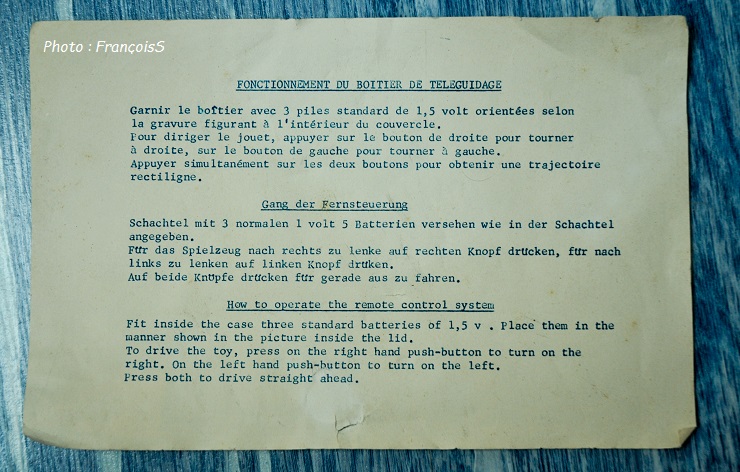 Photo : FrançoisS
FONCTIONNEMENT DU BOITIER DE TELEGUIDAGE
Garnir le boîtier avec 3 piles standard de 1,5 volt orientées selon
la gravure figurant à l'intérieur du couvercle.
Pour diriger le jouet, appuyer sur le bouton de droite pour tourner
à droite, sur le bouton de gauche pour tourner à gauche.
Appuyer simultanément sur les deux boutons pour obtenir une trajectoire
rectiligne.
Gang der Fernsteuerung
Schachtel mit 3 normalen 1 volt 5 Batterien versehen wie in der Schachtel
angegeben.
Für das Spielzeug nach rechts zu lenke auf rechten Knopf drücken, für nach
links zu lenken auf linken Knopf drüken.
Auf beide Knüpfe drücken für gerade aus zu fahren.
How to operate the remote control system
Fit inside the case three standard batteries of 1,5 v . Place them in the
manner shown in the picture inside the lid.
To drive the toy, press on the right hand push-button to turn on the
right. On the left hand push-button to turn on the left.
Press both to drive straight ahead.